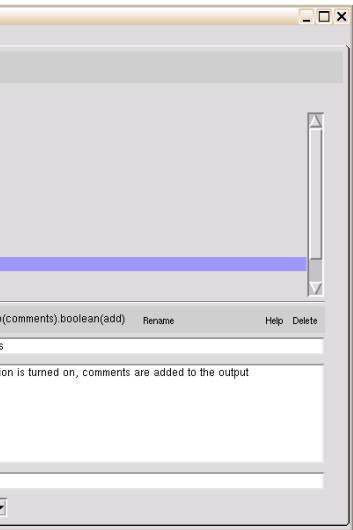 (comments).boolean(add) Rename Help Delete
s
ion is turned on, comments are added to the output